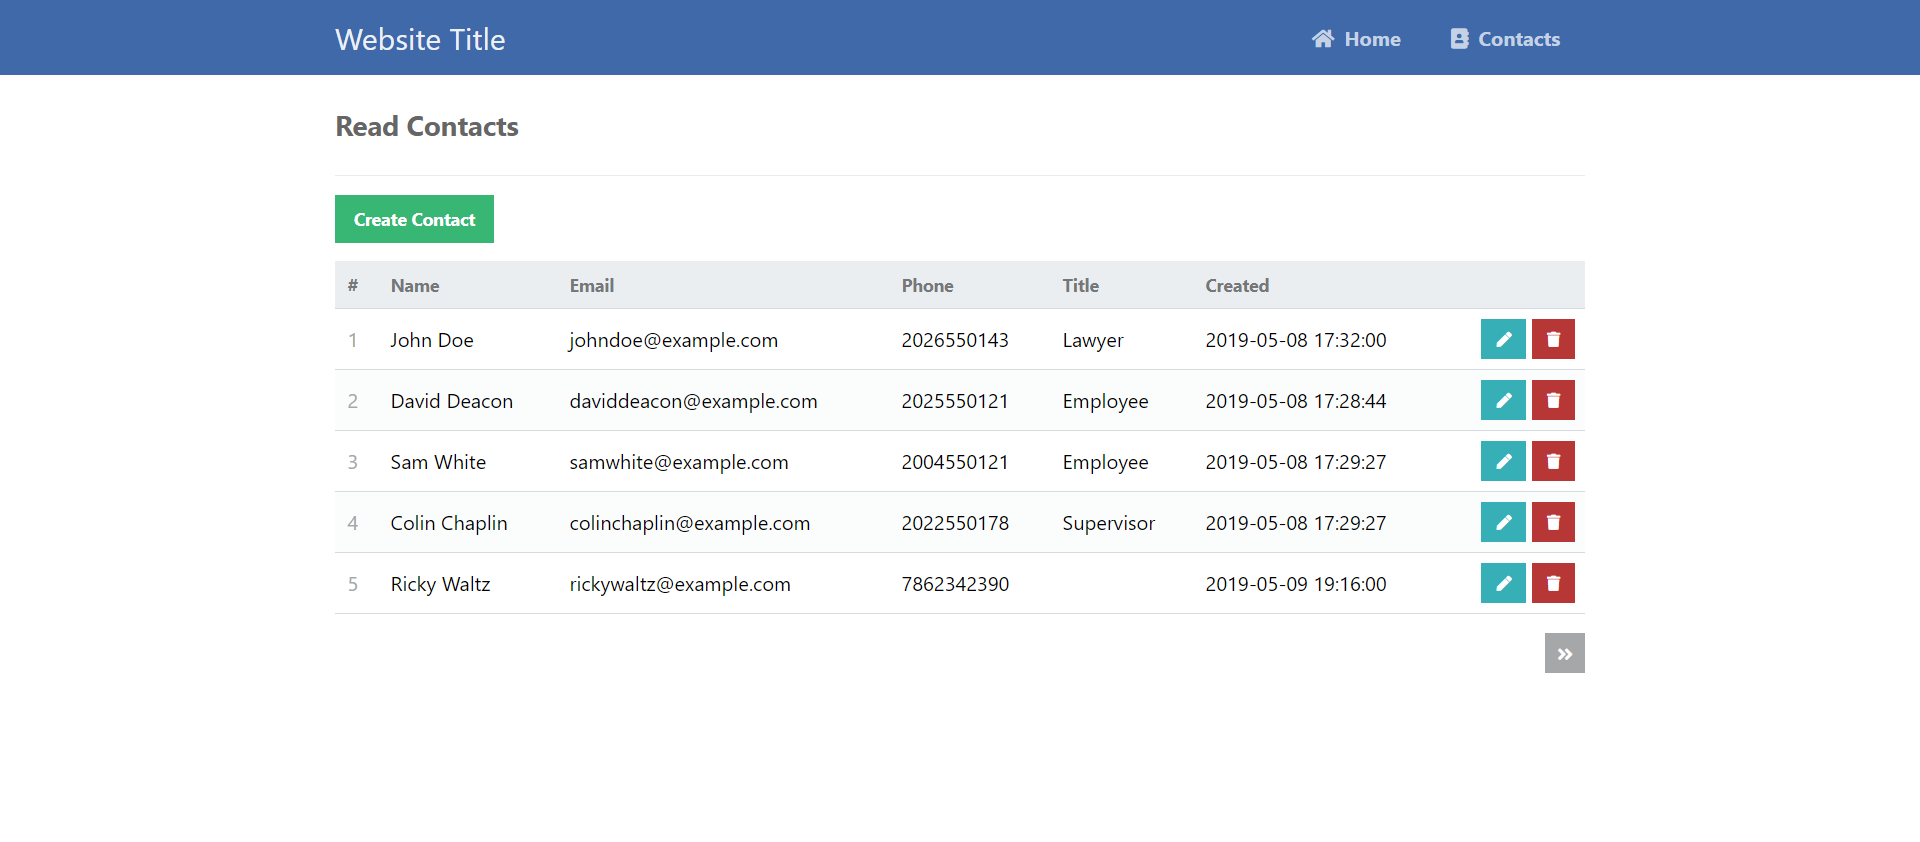 Website Title Home Contacts
Read Contacts
Create Contact
# Name Email Phone Title Created
1 John Doe johndoe@example.com 2026550143 Lawyer 2019-05-08 17:32:00
2 David Deacon daviddeacon@example.com 2025550121 Employee 2019-05-08 17:28:44
3 Sam White samwhite@example.com 2004550121 Employee 2019-05-08 17:29:27
4 Colin Chaplin colinchaplin@example.com 2022550178 Supervisor 2019-05-08 17:29:27
5 Ricky Waltz rickywaltz@example.com 7862342390 2019-05-09 19:16:00